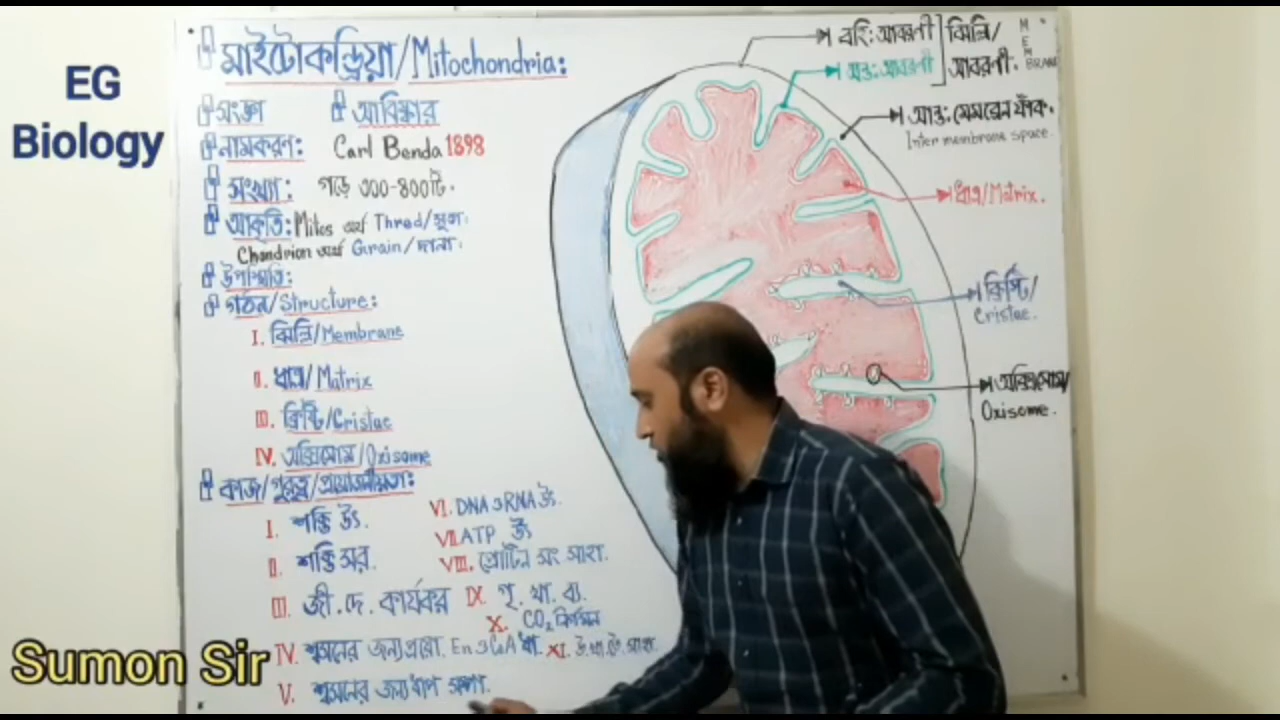 EG
Biology
মাইটোকন্ড্রিয়া/Mitochondria:
সংজ্ঞা আবিষ্কার
নামকরণ: Carl Benda 1898
সংখ্যা: গড়ে ৩০০-৪০০টি.
আকৃতি: Mitos অর্থ Thred/সূতা.
Chondrion অর্থ Grain/দানা.
উপস্থিতি:
গঠন/Structure:
I. ঝিল্লি/Membrane
II. ধাত্র/Matrix
III. ক্রিস্টি/Cristae
IV. অক্সিসোম/Oxisome
কাজ/গুরুত্ব/প্রয়োজনীয়তা:
I. শক্তি উৎ.
II. শক্তি সর.
III. জী.দে. কার্যকর
IV. শ্বসনের জন্য প্রয়ো. En ও CoA ধা.
V. শ্বসনের জন্য ধাপ সম্পা.
VI. DNA ও RNA উৎ.
VII. ATP উৎ
VIII. প্রোটিন সং সাহা.
IX. পৃ. খা. ব্য.
X. CO₂ নির্গমন
বহি:আবরণী
অন্ত:আবরণী
ঝিল্লি/
আবরণী.
MEMBRANE
আন্ত: মেমব্রেন ফাঁক.
Inter membrane space.
ধাত্র/Matrix.
ক্রিস্টি/
Cristae.
অক্সিসোম/
Oxisome.
Sumon Sir